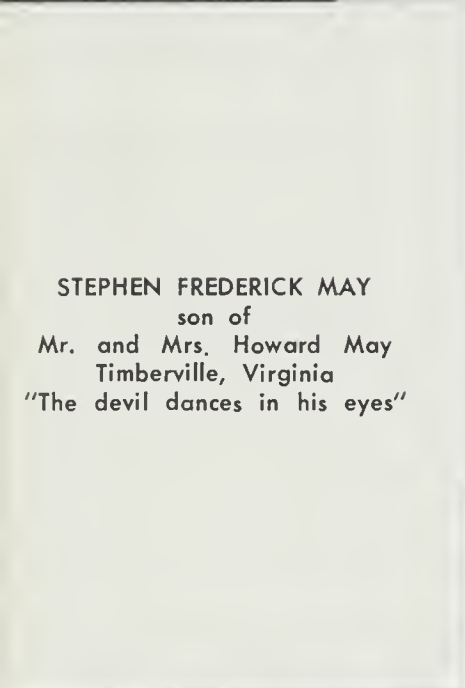 STEPHEN FREDERICK MAY
son of
Mr. and Mrs. Howard May
Timberville, Virginia
"The devil dances in his eyes"